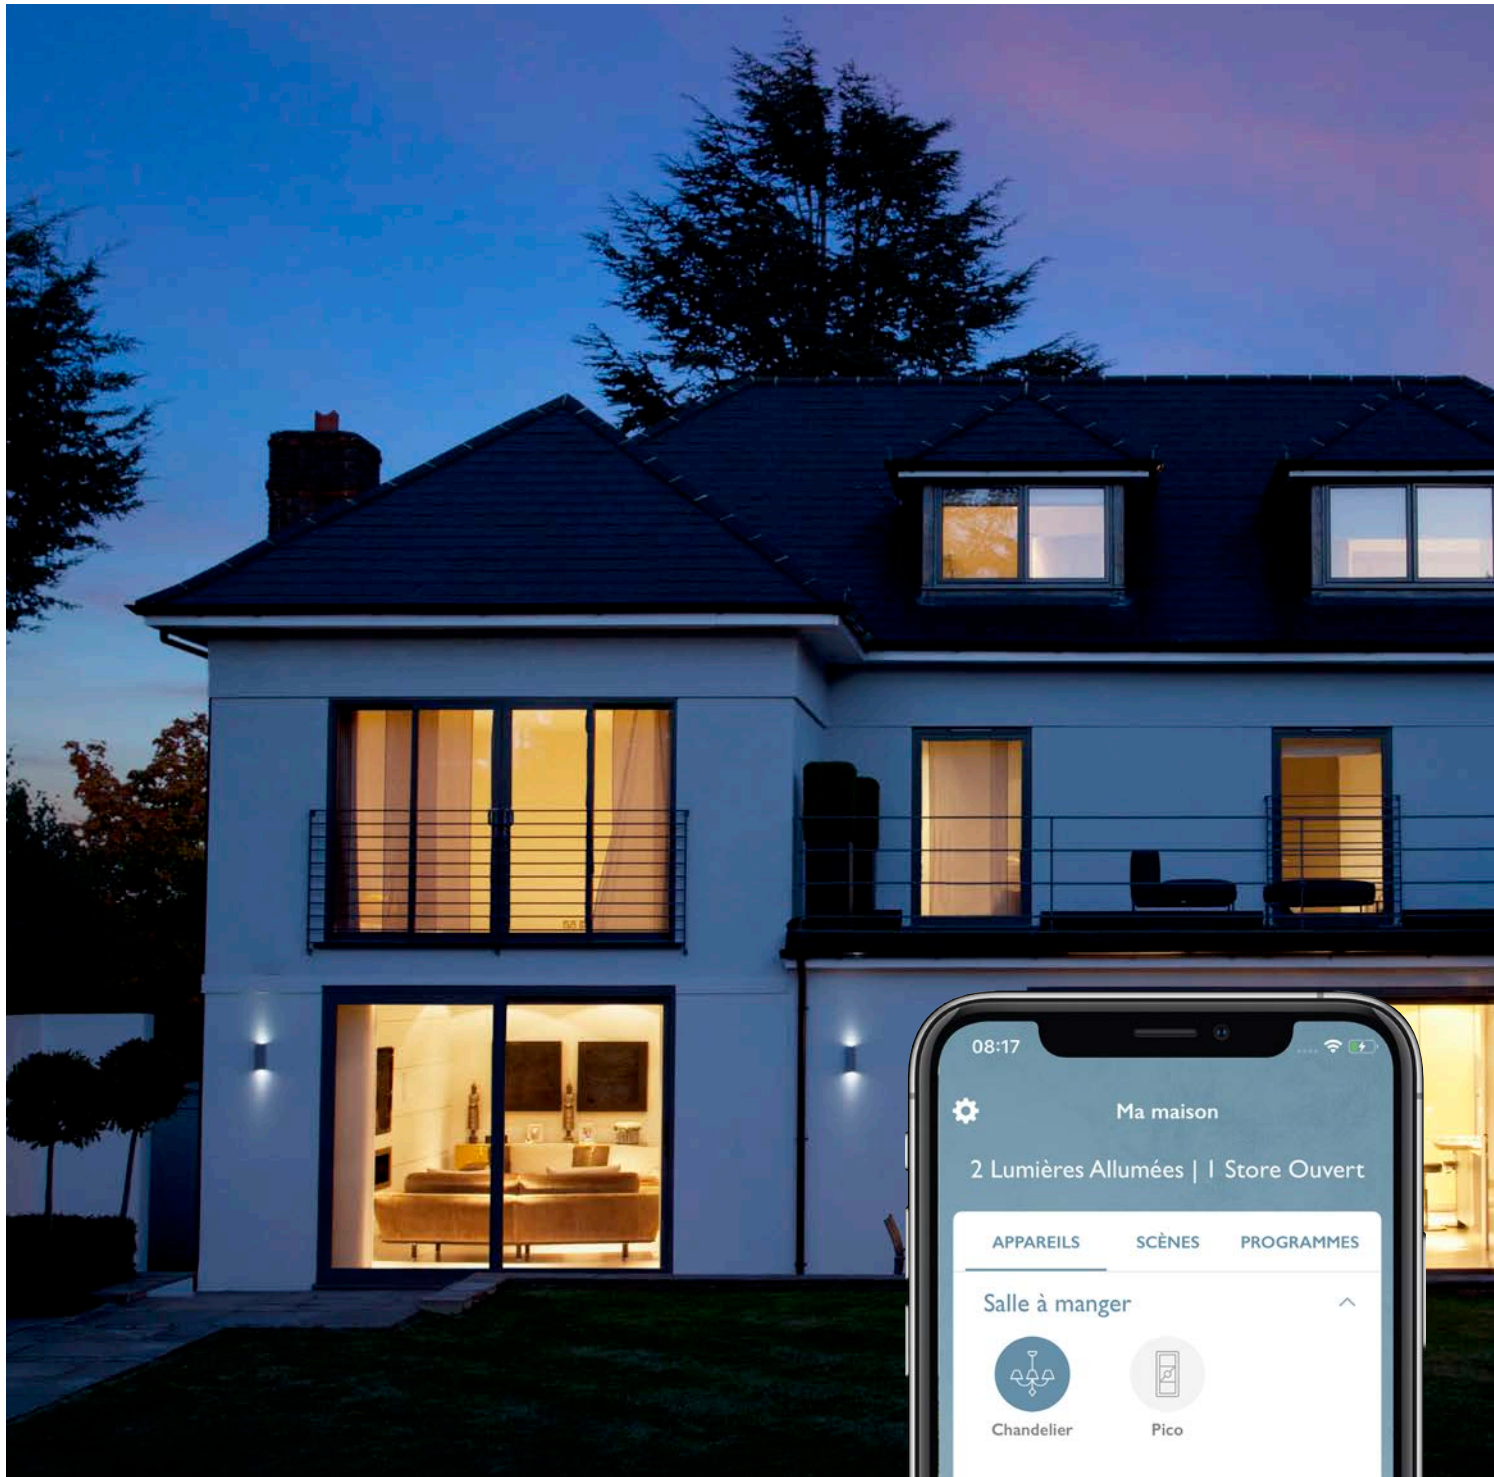 08:17
Ma maison
2 Lumières Allumées | 1 Store Ouvert
APPAREILS SCÈNES PROGRAMMES
Salle à manger
Chandelier Pico